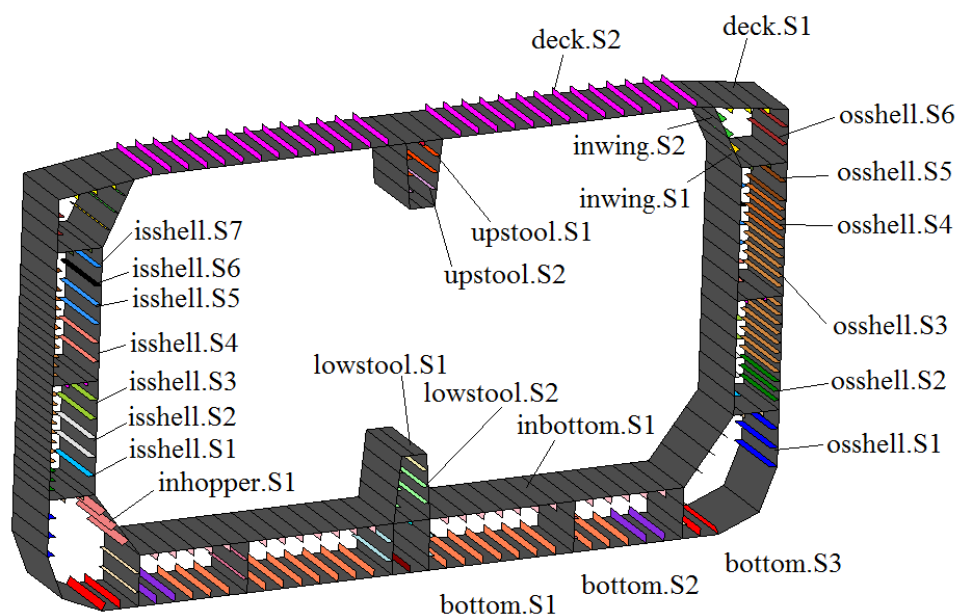 deck.S2
deck.S1
osshell.S6
inwing.S2
osshell.S5
inwing.S1
osshell.S4
upstool.S1
upstool.S2
isshell.S7
isshell.S6
isshell.S5
isshell.S4
isshell.S3
isshell.S2
isshell.S1
inhopper.S1
lowstool.S1
lowstool.S2
inbottom.S1
osshell.S3
osshell.S2
osshell.S1
bottom.S3
bottom.S2
bottom.S1